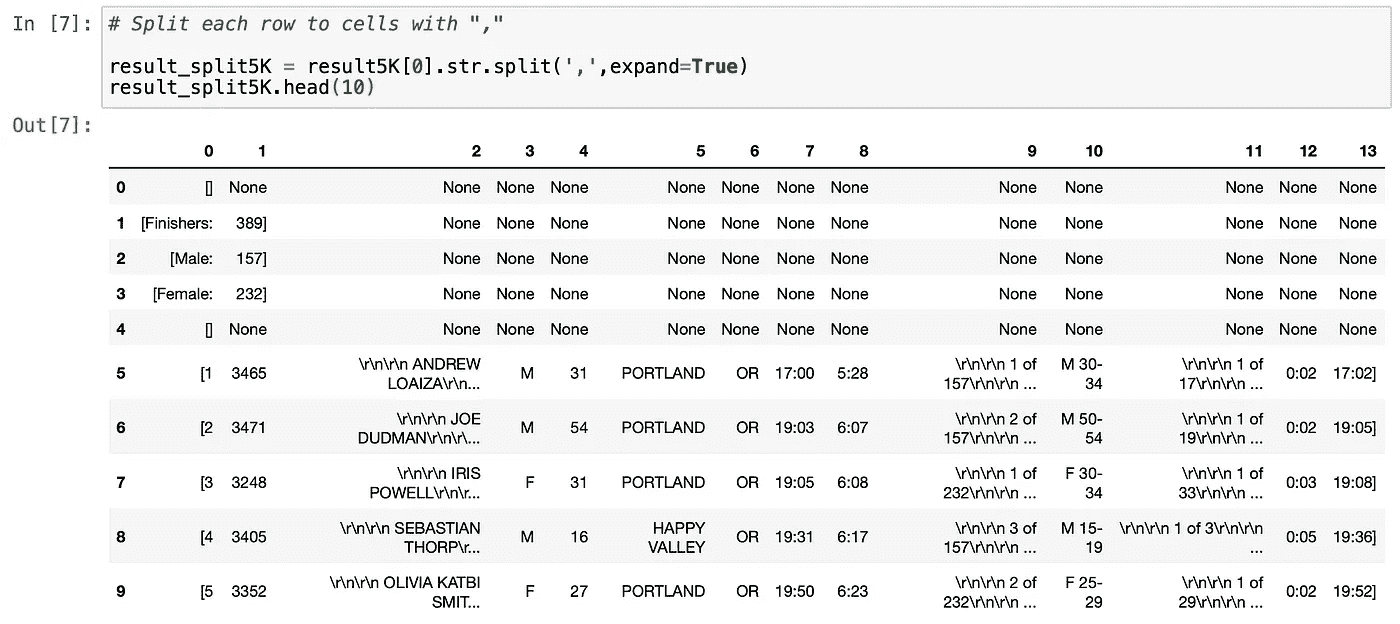 In [7]: # Split each row to cells with ","
result_split5K = result5K[0].str.split(',',expand=True)
result_split5K.head(10)
Out[7]:
0 1 2 3 4 5 6 7 8 9 10 11 12 13
0 [] None None None None None None None None None None None None None
1 [Finishers: 389] None None None None None None None None None None None None
2 [Male: 157] None None None None None None None None None None None None
3 [Female: 232] None None None None None None None None None None None None
4 [] None None None None None None None None None None None None None
5 [1 3465 \r\n\r\n ANDREW LOAIZA\r\n... M 31 PORTLAND OR 17:00 5:28 \r\n\r\n 1 of 157\r\n\r\n ... M 30-34 \r\n\r\n 1 of 17\r\n\r\n ... 0:02 17:02]
6 [2 3471 \r\n\r\n JOE DUDMAN\r\n\r\... M 54 PORTLAND OR 19:03 6:07 \r\n\r\n 2 of 157\r\n\r\n ... M 50-54 \r\n\r\n 1 of 19\r\n\r\n ... 0:02 19:05]
7 [3 3248 \r\n\r\n IRIS POWELL\r\n\r... F 31 PORTLAND OR 19:05 6:08 \r\n\r\n 1 of 232\r\n\r\n ... F 30-34 \r\n\r\n 1 of 33\r\n\r\n ... 0:03 19:08]
8 [4 3405 \r\n\r\n SEBASTIAN THORP\r... M 16 HAPPY VALLEY OR 19:31 6:17 \r\n\r\n 3 of 157\r\n\r\n ... M 15-19 \r\n\r\n 1 of 3\r\n\r\n ... 0:05 19:36]
9 [5 3352 \r\n\r\n OLIVIA KATBI SMIT... F 27 PORTLAND OR 19:50 6:23 \r\n\r\n 2 of 232\r\n\r\n ... F 25-29 \r\n\r\n 1 of 29\r\n\r\n ... 0:02 19:52]